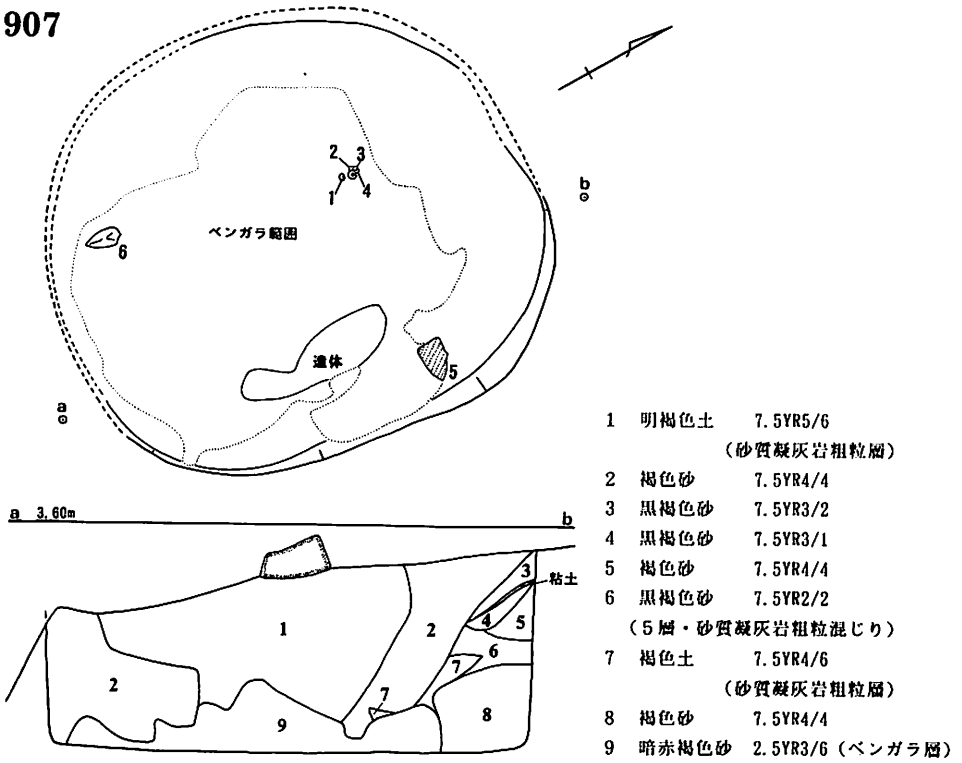 907
2 3
1 4
b
ベンガラ範囲
6
遺体
5
a
a 3.60m b
3
粘土
1 2 4 5
6
2 7
7
9 8
1 明褐色土 7.5YR5/6
（砂質凝灰岩粗粒層）
2 褐色砂 7.5YR4/4
3 黒褐色砂 7.5YR3/2
4 黒褐色砂 7.5YR3/1
5 褐色砂 7.5YR4/4
6 黒褐色砂 7.5YR2/2
（5層・砂質凝灰岩粗粒混じり）
7 褐色土 7.5YR4/6
（砂質凝灰岩粗粒層）
8 褐色砂 7.5YR4/4
9 暗赤褐色砂 2.5YR3/6（ベンガラ層）